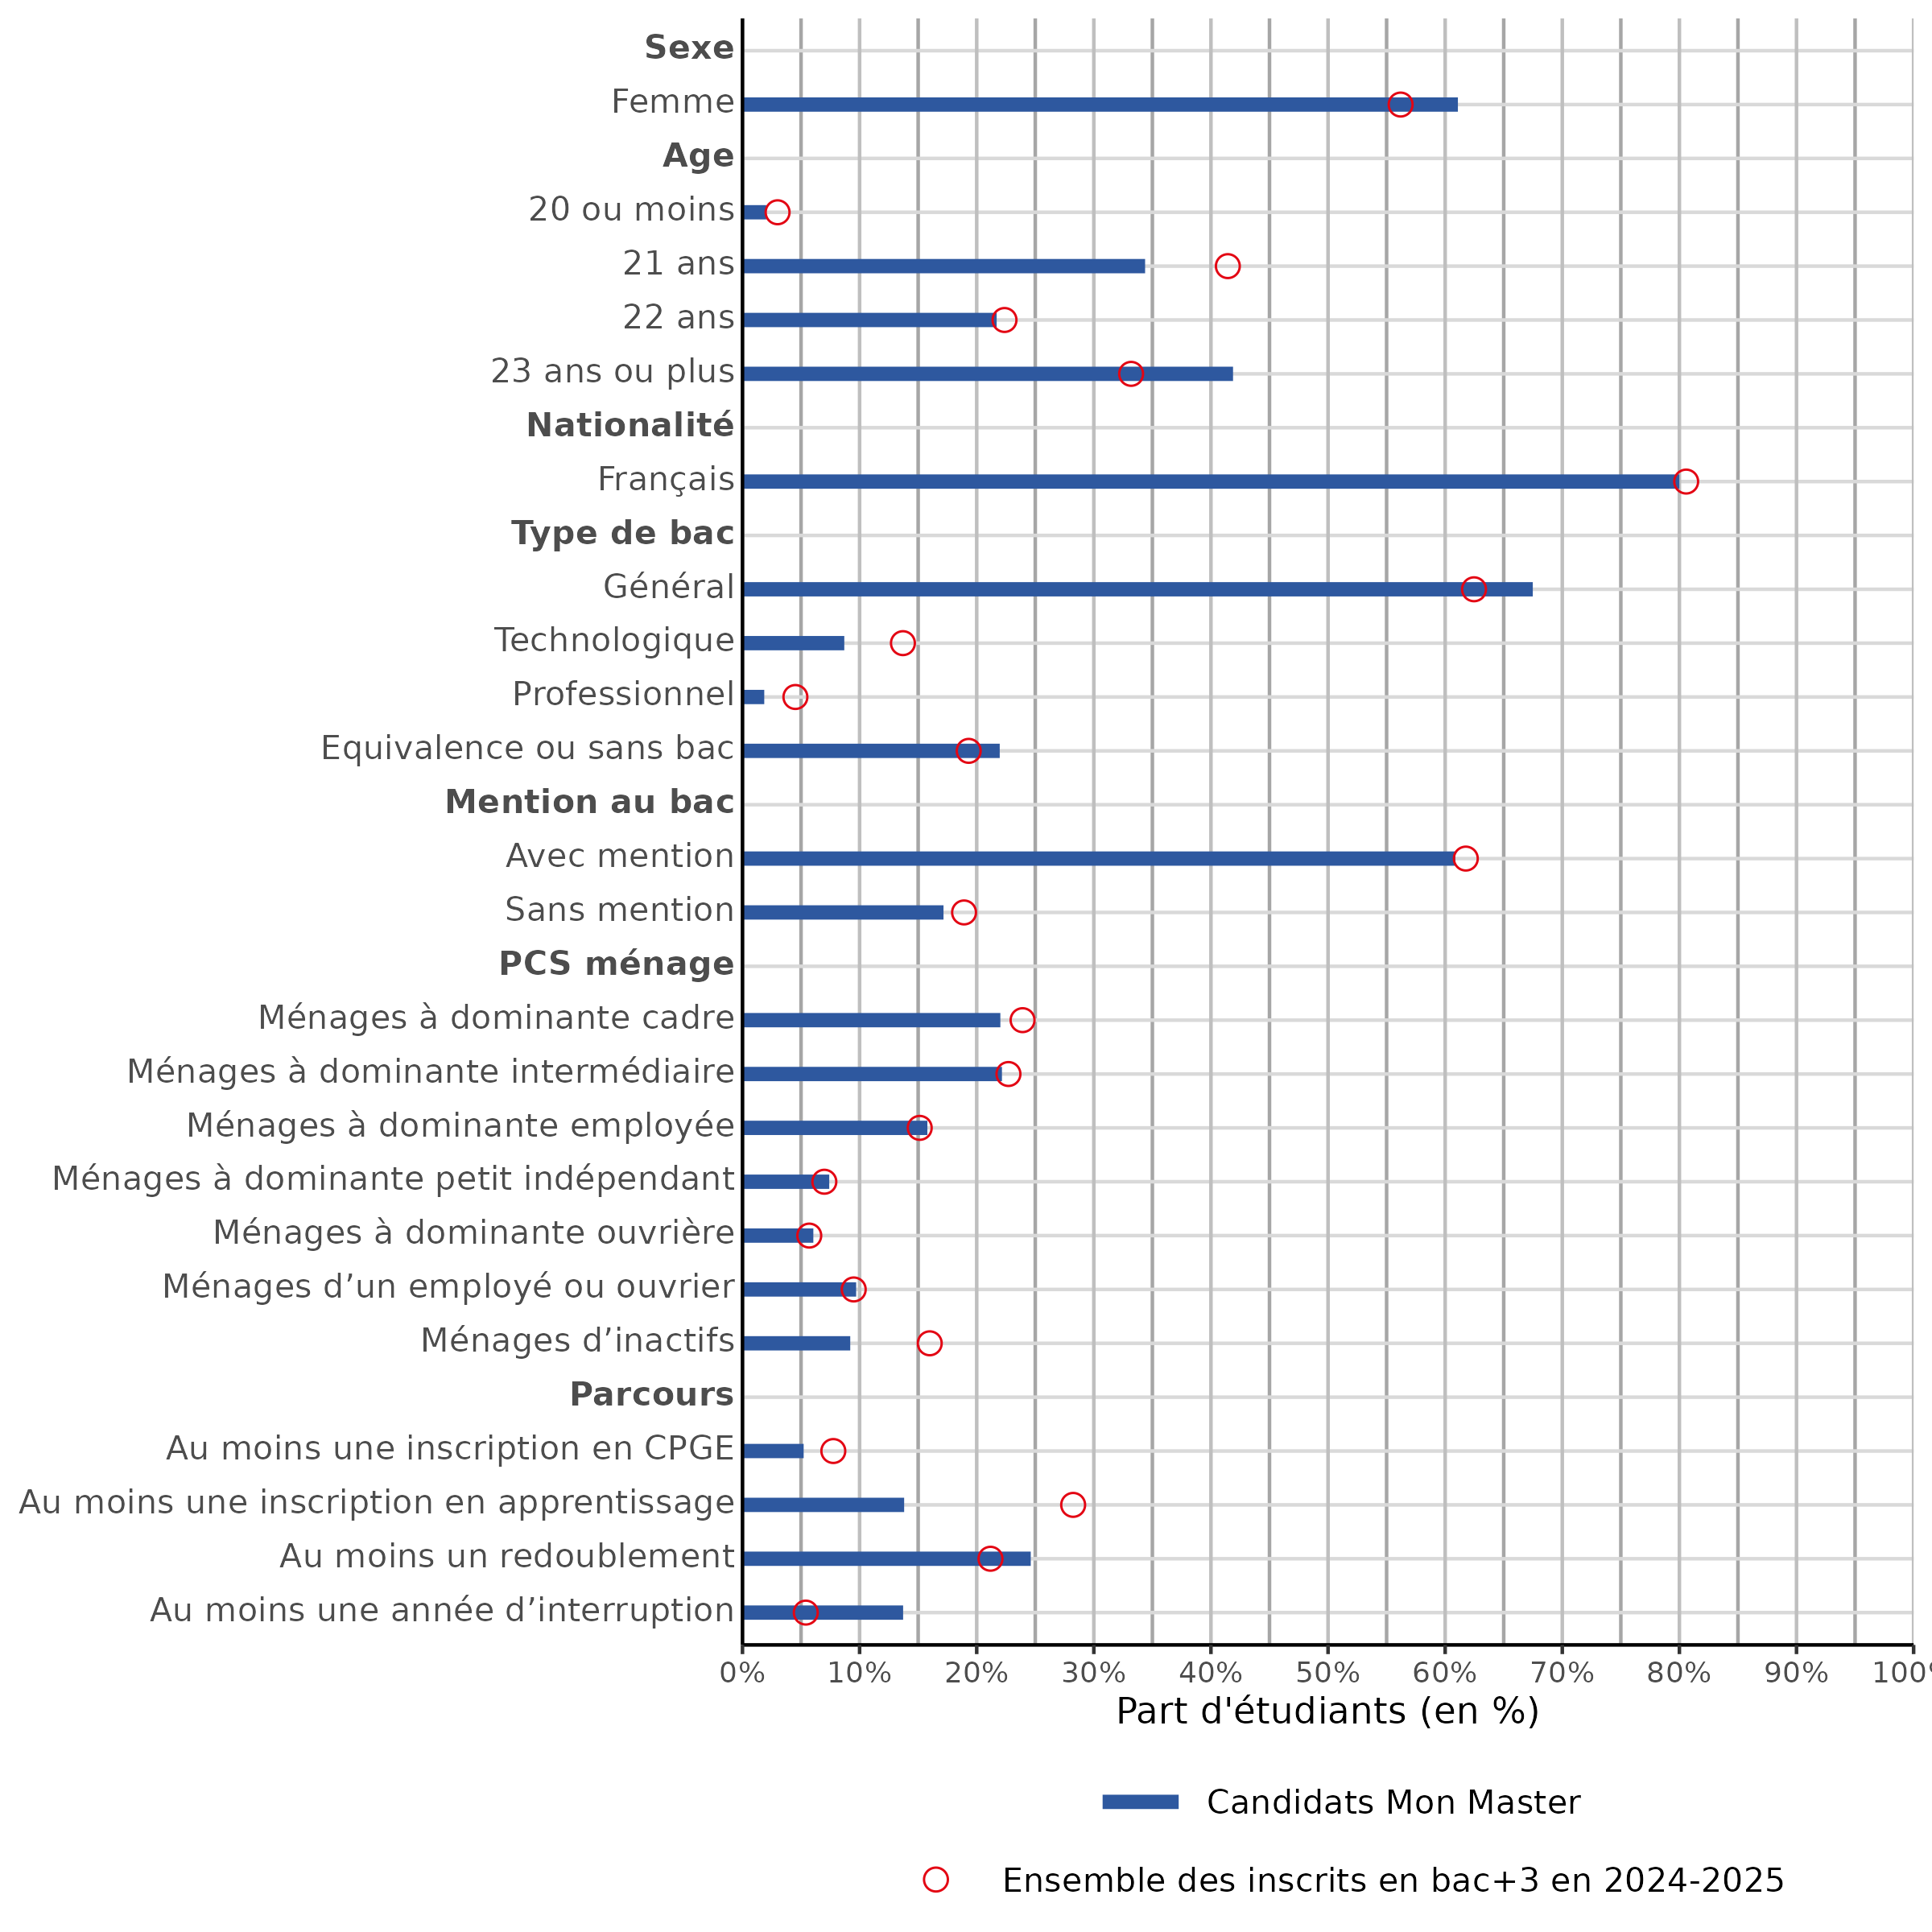 Sexe
Femme
Age
20 ou moins
21 ans
22 ans
23 ans ou plus
Nationalité
Français
Type de bac
Général
Technologique
Professionnel
Equivalence ou sans bac
Mention au bac
Avec mention
Sans mention
PCS ménage
Ménages à dominante cadre
Ménages à dominante intermédiaire
Ménages à dominante employée
Ménages à dominante petit indépendant
Ménages à dominante ouvrière
Ménages d’un employé ou ouvrier
Ménages d’inactifs
Parcours
Au moins une inscription en CPGE
Au moins une inscription en apprentissage
Au moins un redoublement
Au moins une année d’interruption
0% 10% 20% 30% 40% 50% 60% 70% 80% 90% 100%
Part d'étudiants (en %)
Candidats Mon Master
Ensemble des inscrits en bac+3 en 2024-2025